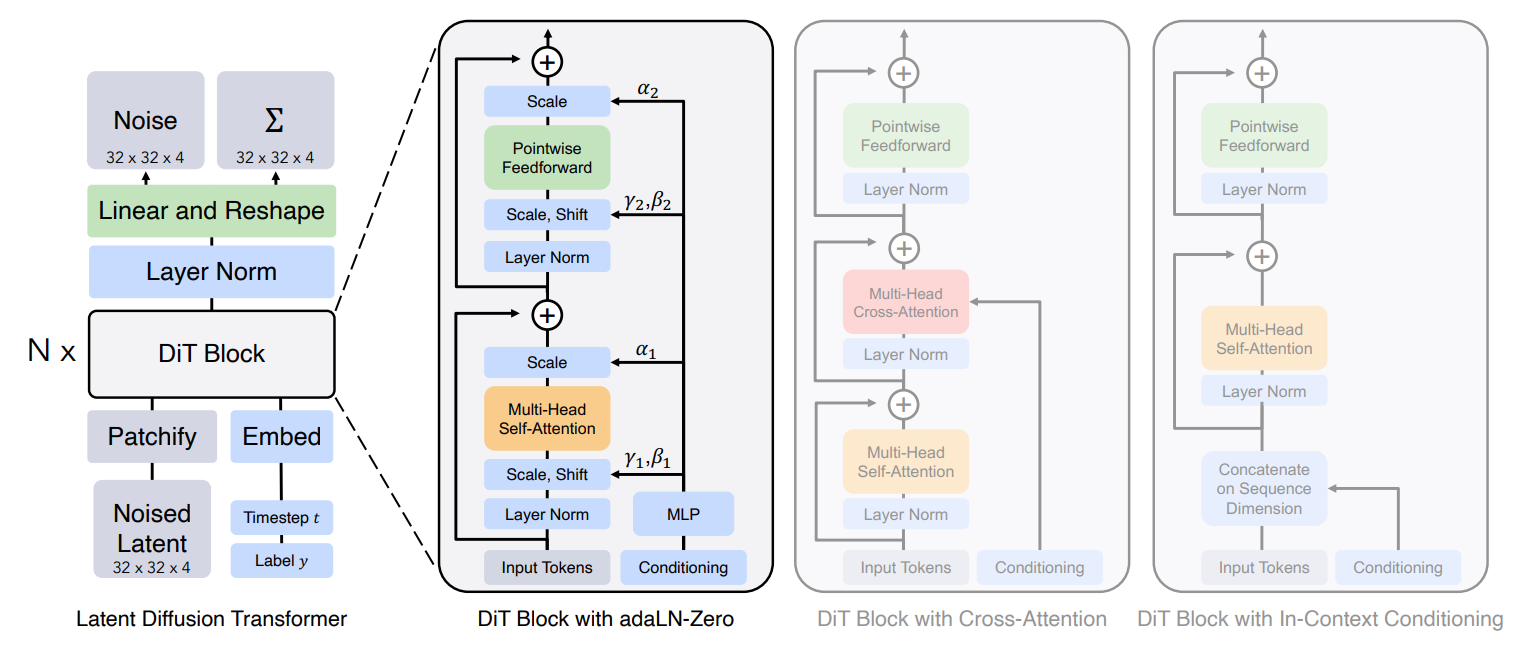 Noise
32 x 32 x 4
Σ
32 x 32 x 4
Linear and Reshape
Layer Norm
N x
DiT Block
Patchify
Embed
Noised
Latent
32 x 32 x 4
Timestep t
Label y
Latent Diffusion Transformer
+
Scale
α₂
Pointwise
Feedforward
γ₂,β₂
Scale, Shift
Layer Norm
+
Scale
α₁
Multi-Head
Self-Attention
γ₁,β₁
Scale, Shift
Layer Norm
MLP
Input Tokens
Conditioning
DiT Block with adaLN-Zero
+
Pointwise
Feedforward
Layer Norm
+
Multi-Head
Cross-Attention
Layer Norm
+
Multi-Head
Self-Attention
Layer Norm
Input Tokens
Conditioning
DiT Block with Cross-Attention
+
Pointwise
Feedforward
Layer Norm
+
Multi-Head
Self-Attention
Layer Norm
Concatenate
on Sequence
Dimension
Input Tokens
Conditioning
DiT Block with In-Context Conditioning